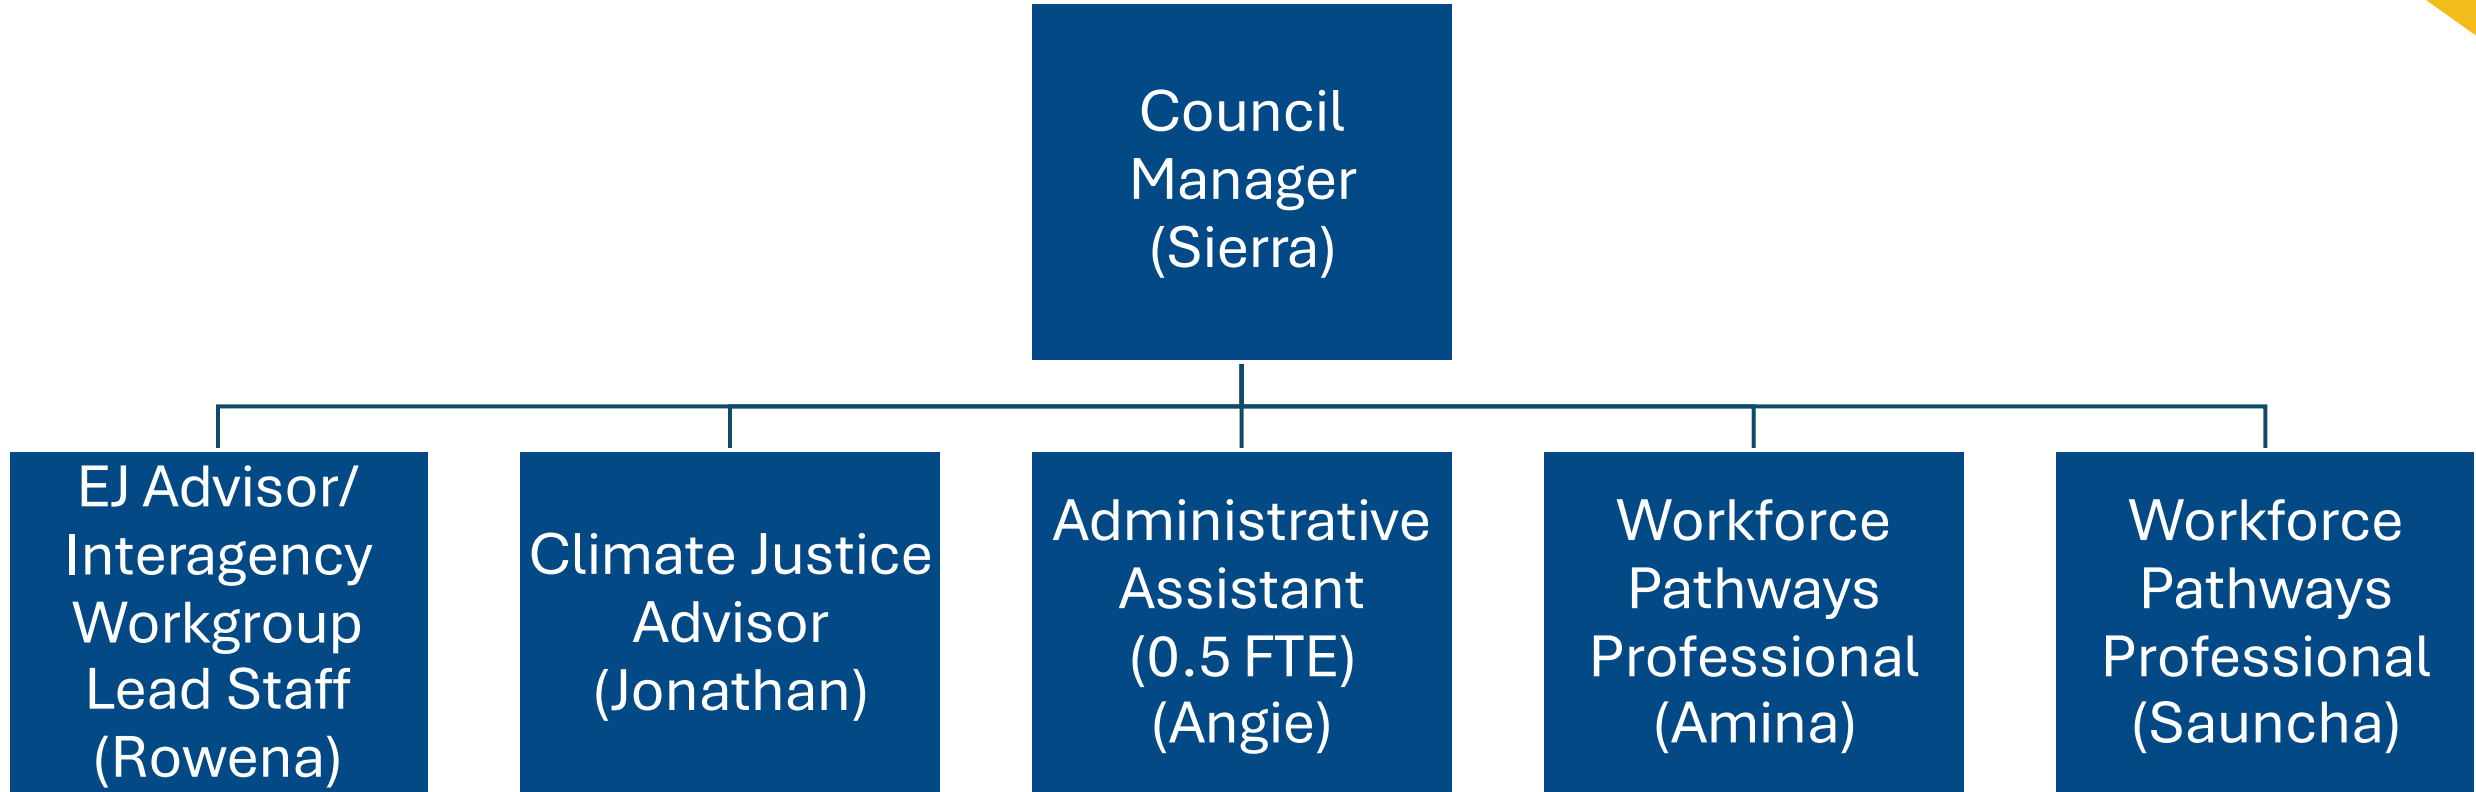 Council
Manager
(Sierra)
EJ Advisor/
Interagency
Workgroup
Lead Staff
(Rowena)
Climate Justice
Advisor
(Jonathan)
Administrative
Assistant
(0.5 FTE)
(Angie)
Workforce
Pathways
Professional
(Amina)
Workforce
Pathways
Professional
(Sauncha)